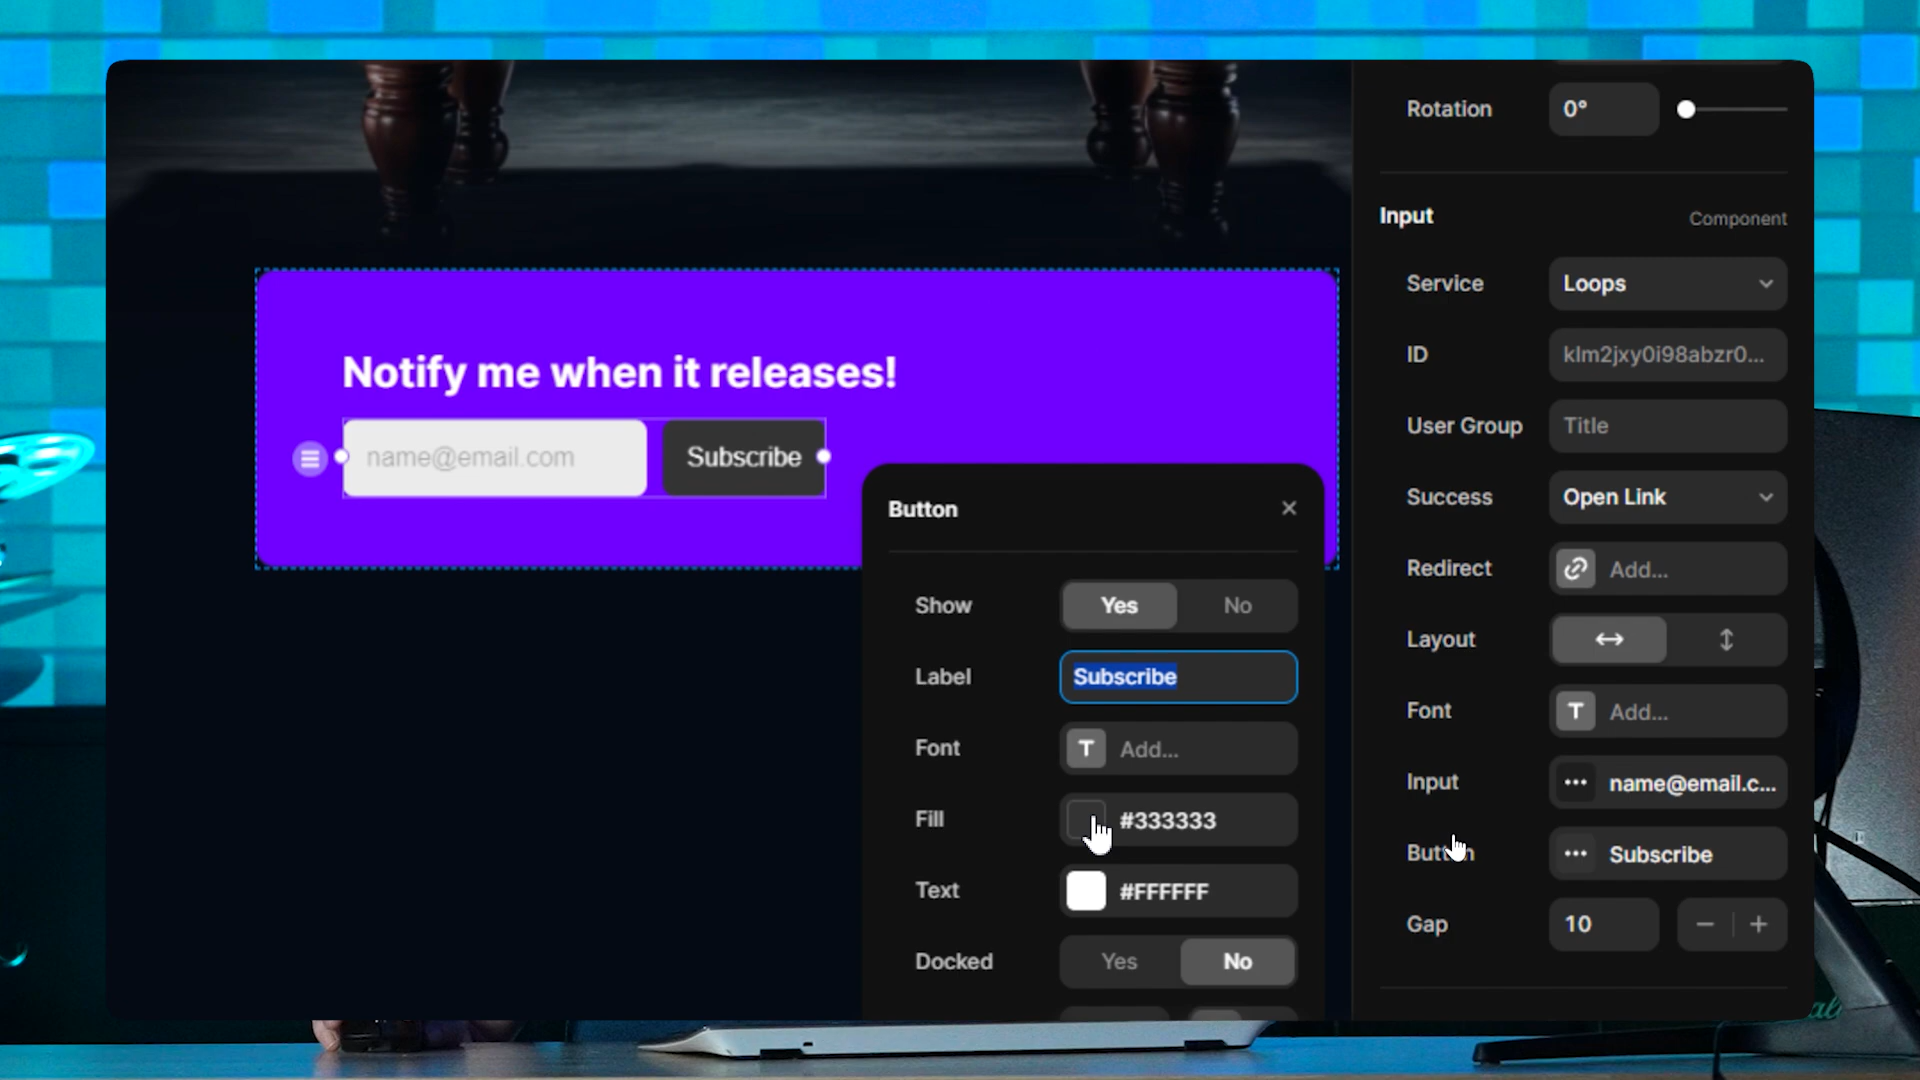 Notify me when it releases!
name@email.com
Subscribe
Button
Show
Yes
No
Label
Subscribe
Font
T
Add...
Fill
#333333
Text
#FFFFFF
Docked
Yes
No
Rotation
0°
Input
Component
Service
Loops
ID
klm2jxy0i98abzr0...
User Group
Title
Success
Open Link
Redirect
Add...
Layout
Font
T
Add...
Input
name@email.c...
Button
Subscribe
Gap
10